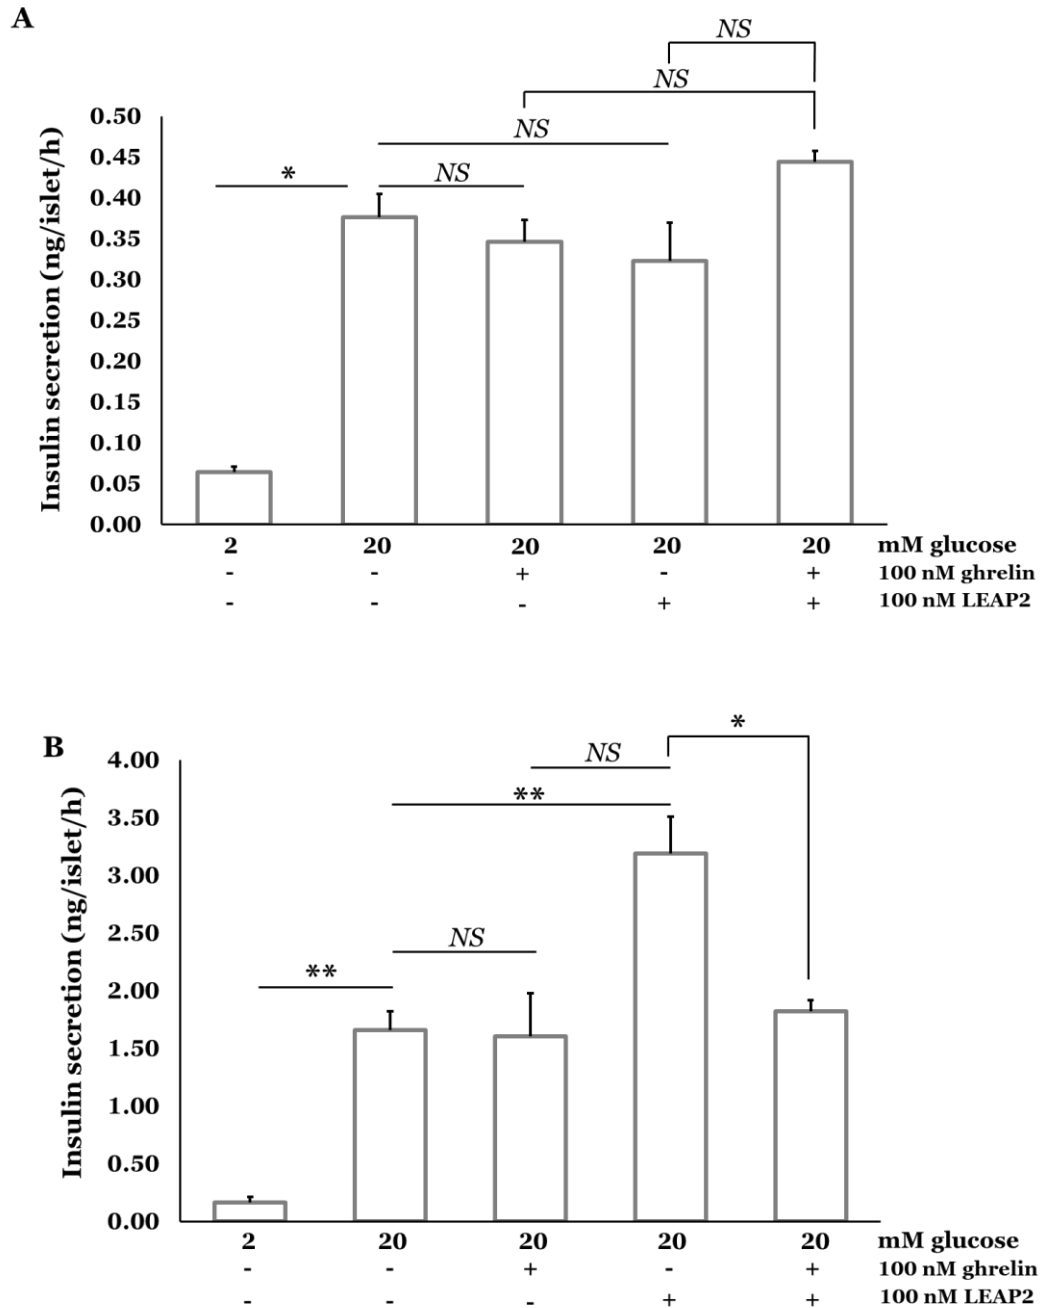 A
NS
NS
NS
* NS
Insulin secretion (ng/islet/h)
0.50
0.45
0.40
0.35
0.30
0.25
0.20
0.15
0.10
0.05
0.00
2 20 20 20 20 mM glucose
- - + - + 100 nM ghrelin
- - - + + 100 nM LEAP2
B
*
NS
**
NS
**
Insulin secretion (ng/islet/h)
4.00
3.50
3.00
2.50
2.00
1.50
1.00
0.50
0.00
2 20 20 20 20 mM glucose
- - + - + 100 nM ghrelin
- - - + + 100 nM LEAP2